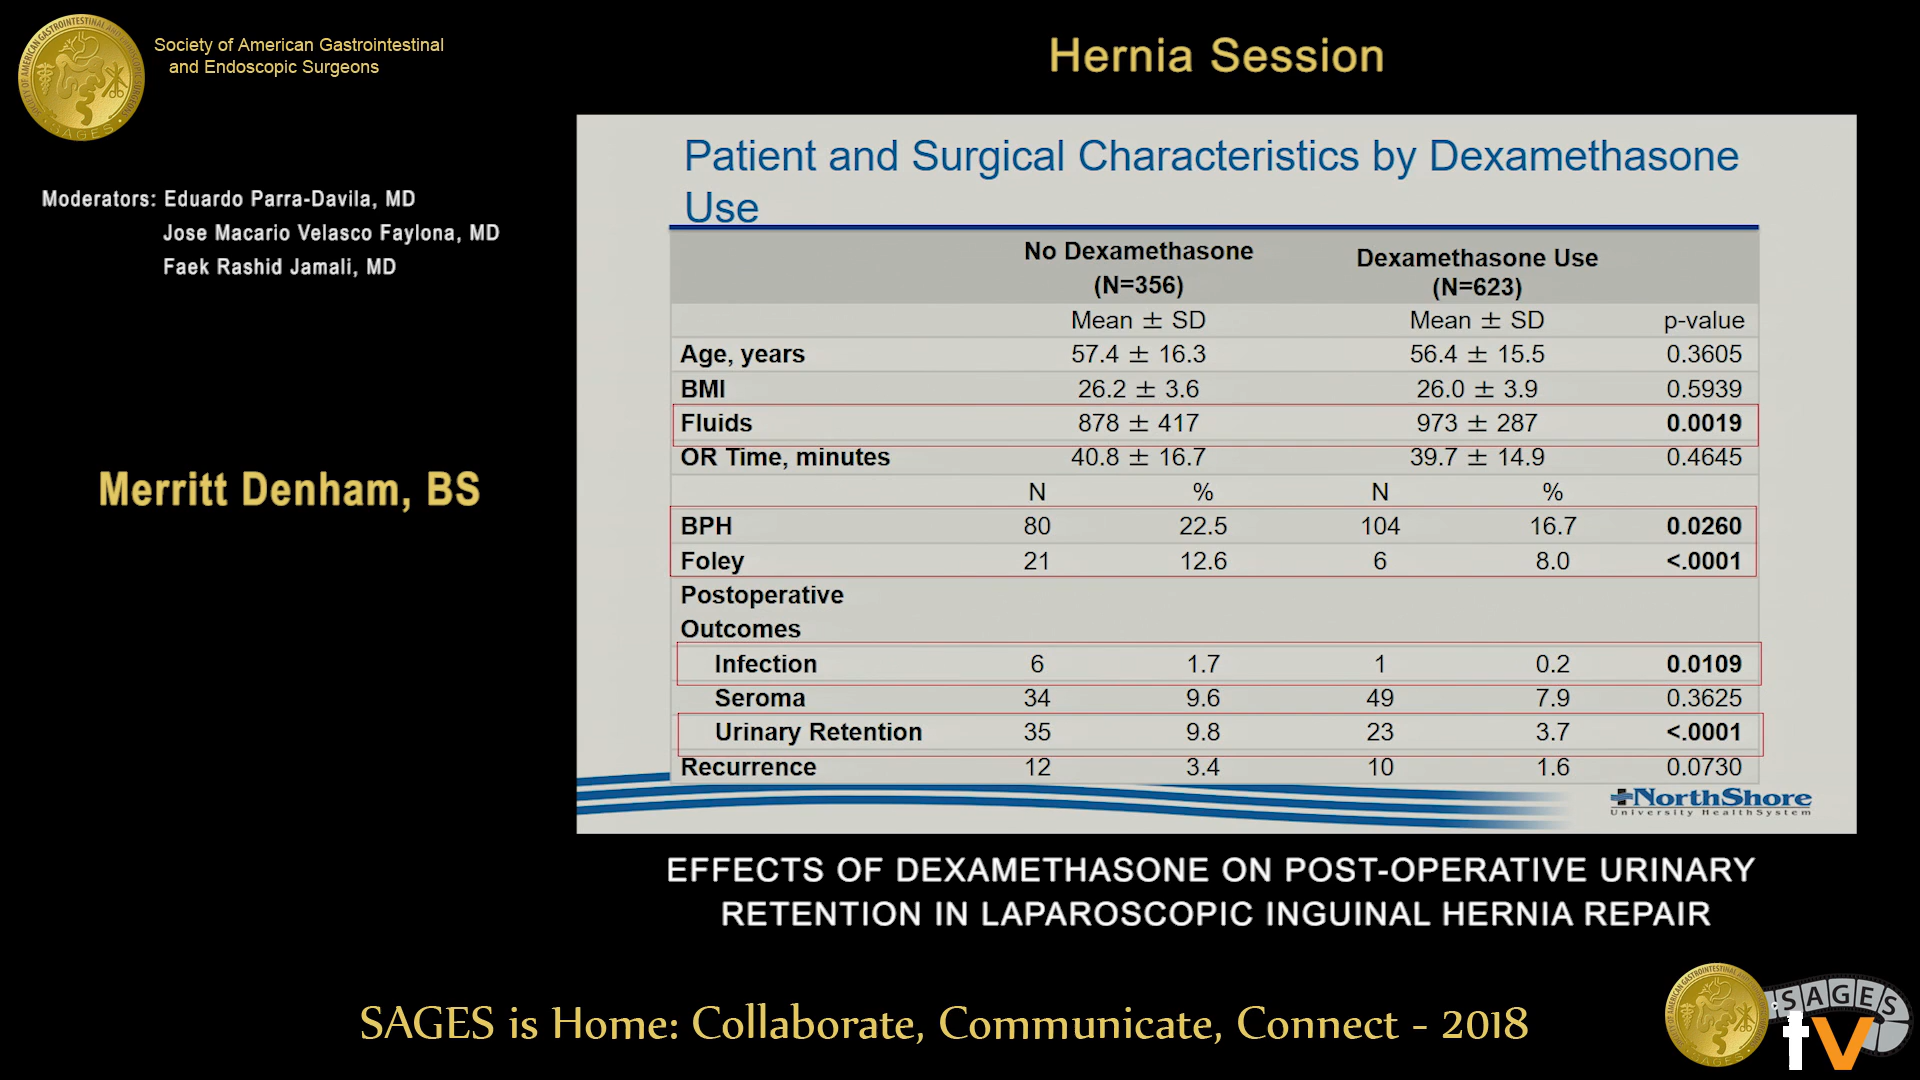 Society of American Gastrointestinal
and Endoscopic Surgeons
Hernia Session
Moderators: Eduardo Parra-Davila, MD
Jose Macario Velasco Faylona, MD
Faek Rashid Jamali, MD
Merritt Denham, BS
Patient and Surgical Characteristics by Dexamethasone
Use
No Dexamethasone Dexamethasone Use
(N=356) (N=623)
Mean ± SD Mean ± SD p-value
Age, years 57.4 ± 16.3 56.4 ± 15.5 0.3605
BMI 26.2 ± 3.6 26.0 ± 3.9 0.5939
Fluids 878 ± 417 973 ± 287 0.0019
OR Time, minutes 40.8 ± 16.7 39.7 ± 14.9 0.4645
N % N %
BPH 80 22.5 104 16.7 0.0260
Foley 21 12.6 6 8.0 <.0001
Postoperative
Outcomes
Infection 6 1.7 1 0.2 0.0109
Seroma 34 9.6 49 7.9 0.3625
Urinary Retention 35 9.8 23 3.7 <.0001
Recurrence 12 3.4 10 1.6 0.0730
NorthShore
University HealthSystem
EFFECTS OF DEXAMETHASONE ON POST-OPERATIVE URINARY
RETENTION IN LAPAROSCOPIC INGUINAL HERNIA REPAIR
SAGES is Home: Collaborate, Communicate, Connect - 2018
SAGES
tv